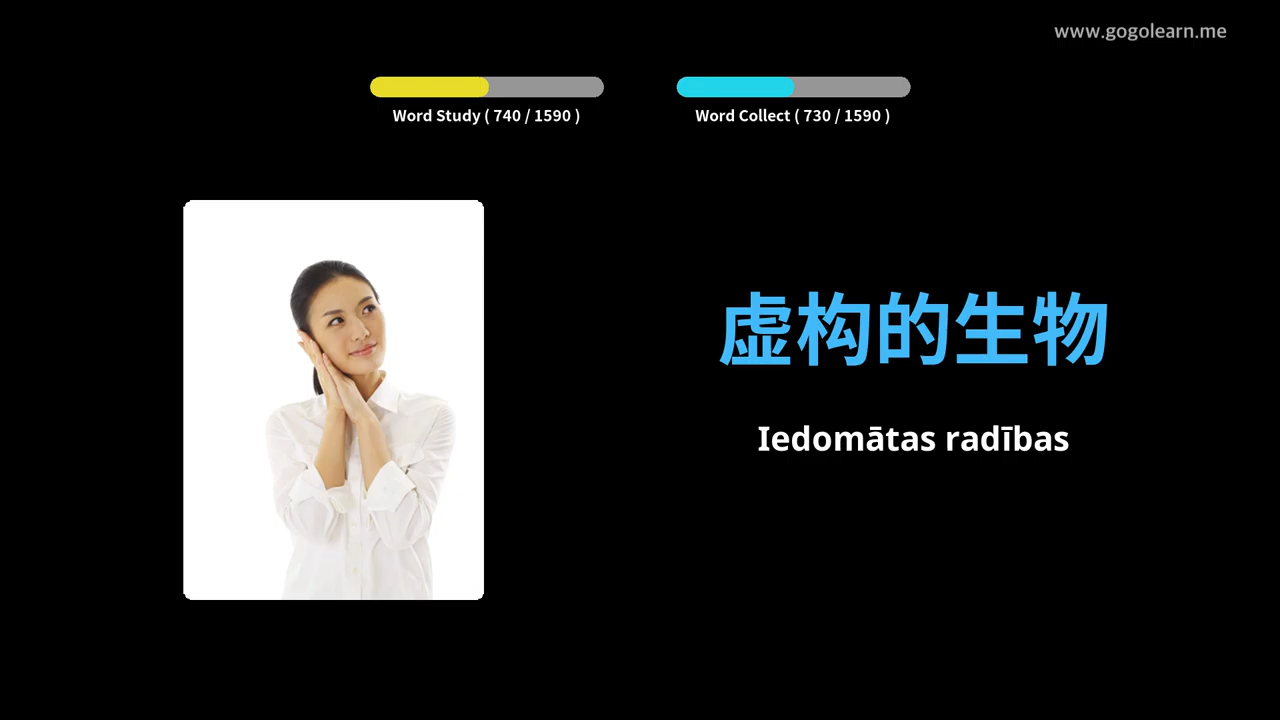 www.gogolearn.me
Word Study ( 740 / 1590 )
Word Collect ( 730 / 1590 )
虚构的生物
Iedomātas radības